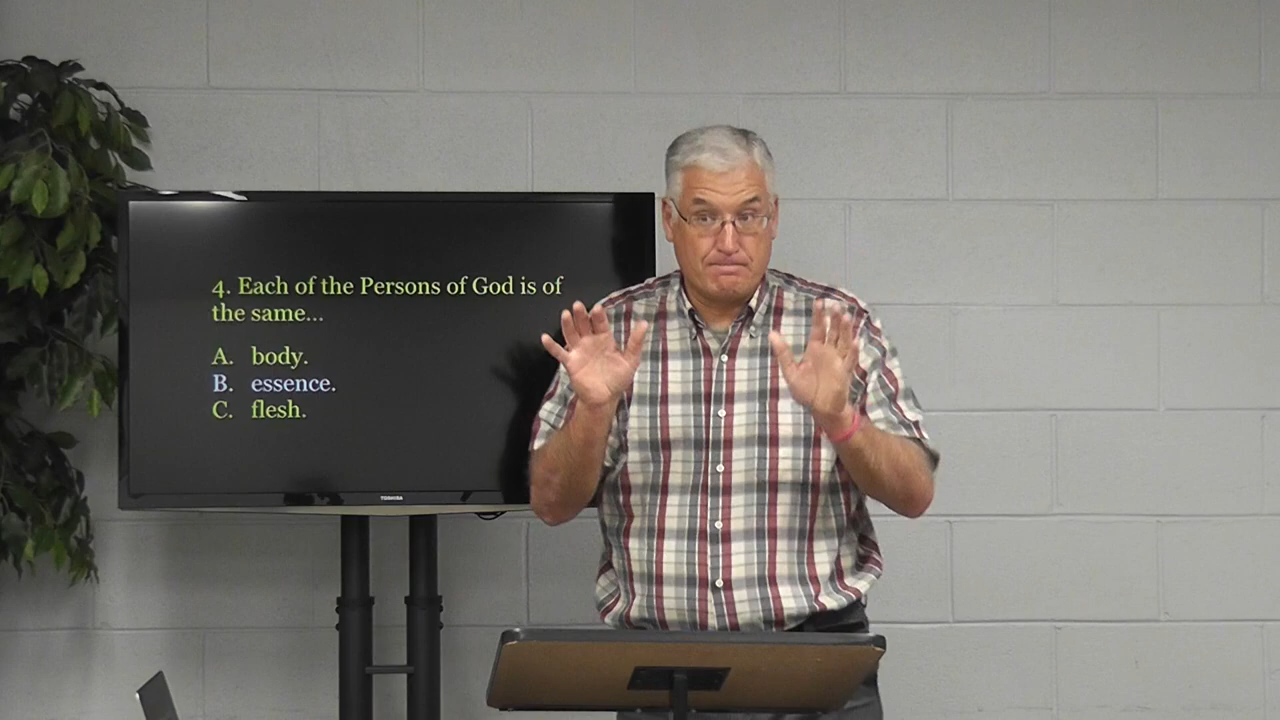 4. Each of the Persons of God is of
the same...
A. body.
B. essence.
C. flesh.
TOSHIBA